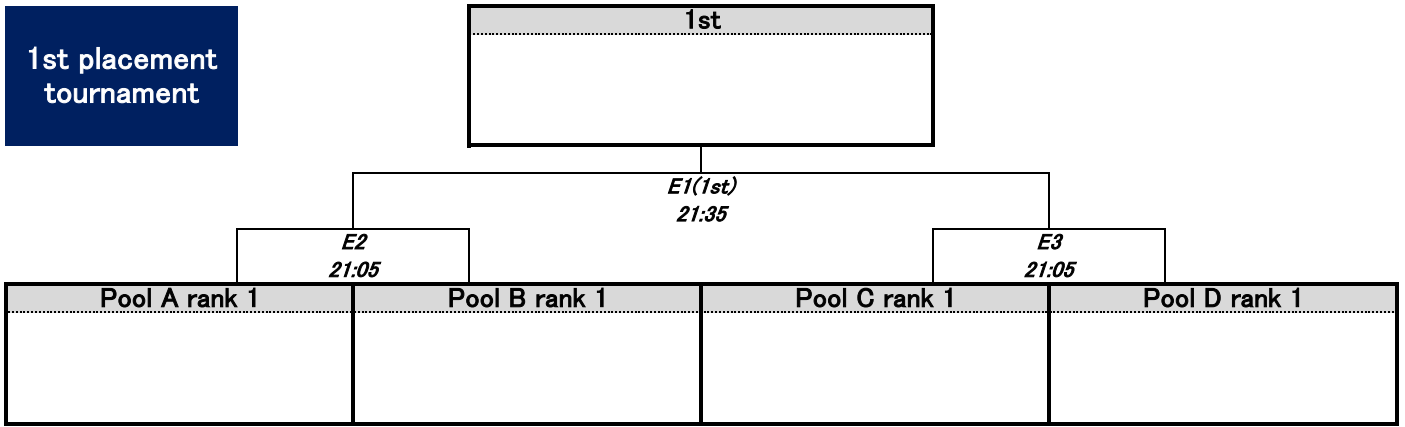 1st placement
tournament
1st
E1(1st)
21:35
E2
21:05
E3
21:05
Pool A rank 1
Pool B rank 1
Pool C rank 1
Pool D rank 1